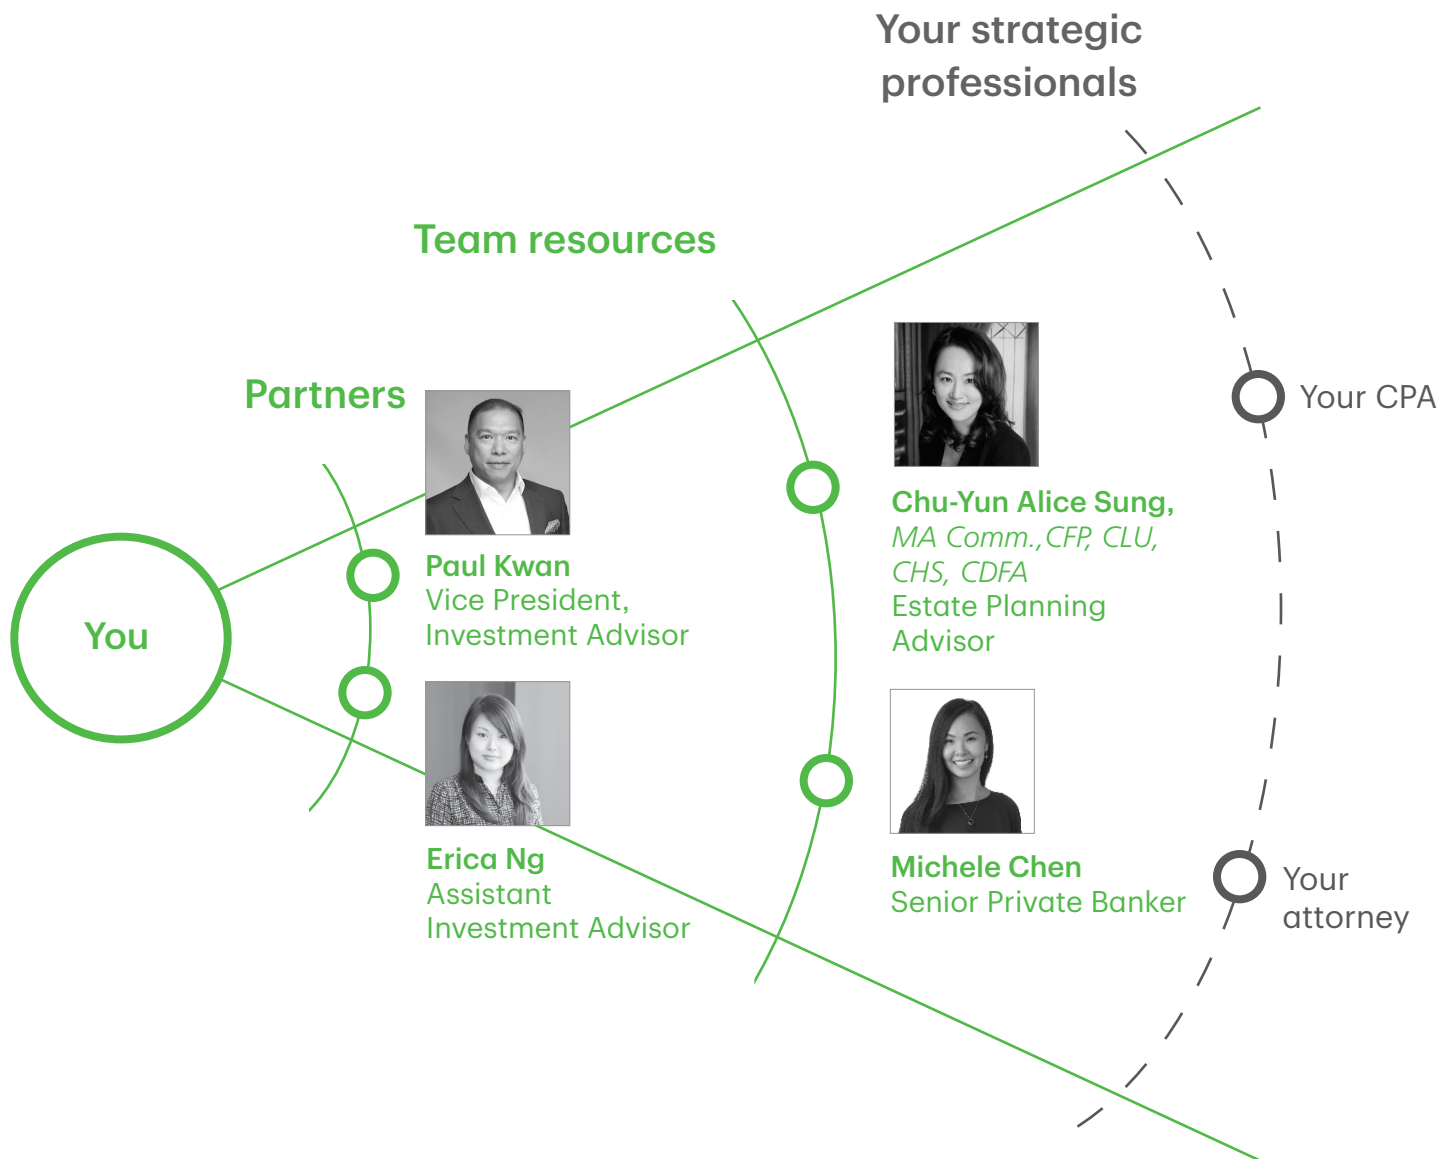 Your strategic
professionals
Team resources
Partners
You
Paul Kwan
Vice President,
Investment Advisor
Erica Ng
Assistant
Investment Advisor
Chu-Yun Alice Sung,
MA Comm.,CFP, CLU,
CHS, CDFA
Estate Planning
Advisor
Michele Chen
Senior Private Banker
Your CPA
Your
attorney